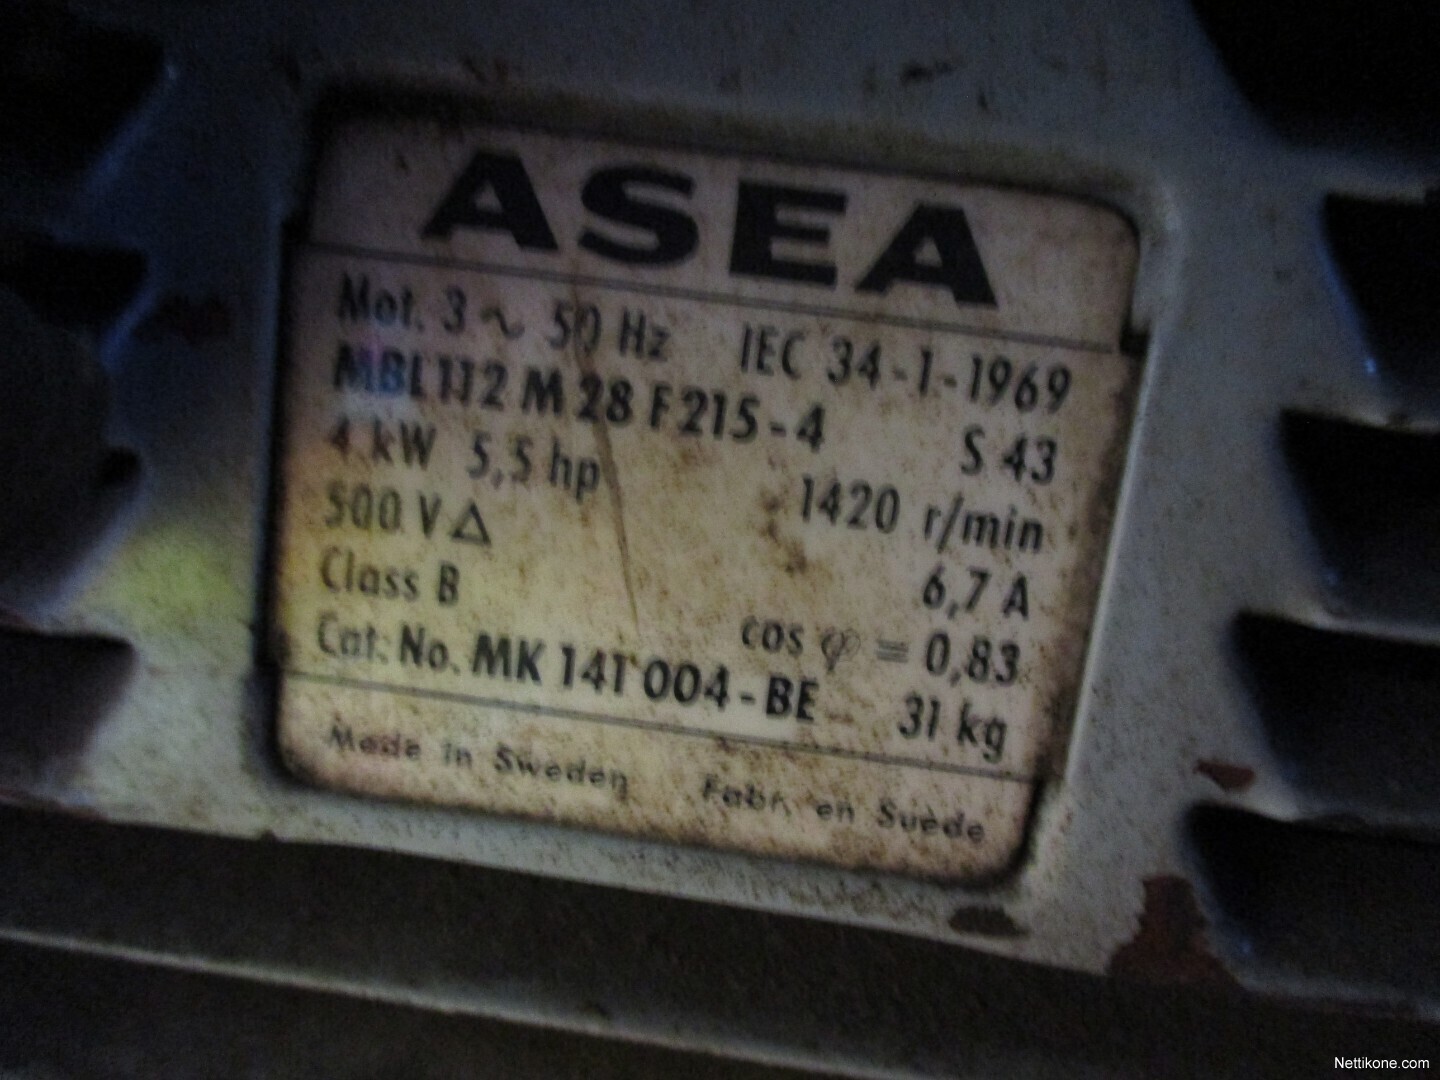 ASEA
Mot. 3 ~ 50 Hz IEC 34-1-1969
MBL 112 M 28 F 215-4 S 43
4 kW 5,5 hp 1420 r/min
500 V Δ 6,7 A
Class B cos φ = 0,83
Cat. No. MK 141 004-BE 31 kg
Made in Sweden Fabr. en Suède
Nettikone.com